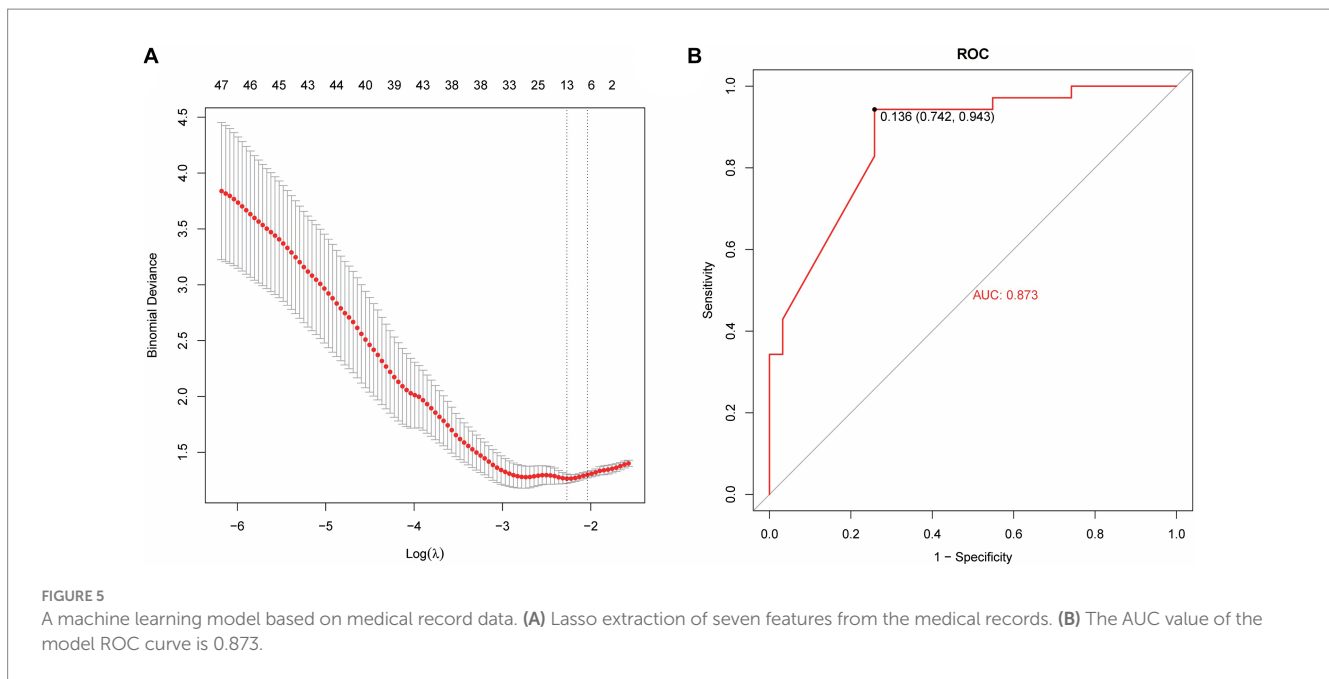 A
47 46 45 43 44 40 39 43 38 38 33 25 13 6 2
4.5
4.0
3.5
3.0
2.5
2.0
1.5
Binomial Deviance
−6 −5 −4 −3 −2
Log(λ)
B
ROC
1.0
0.8
0.6
0.4
0.2
0.0
Sensitivity
0.136 (0.742, 0.943)
AUC: 0.873
0.0 0.2 0.4 0.6 0.8 1.0
1 − Specificity
FIGURE 5
A machine learning model based on medical record data. (A) Lasso extraction of seven features from the medical records. (B) The AUC value of the
model ROC curve is 0.873.